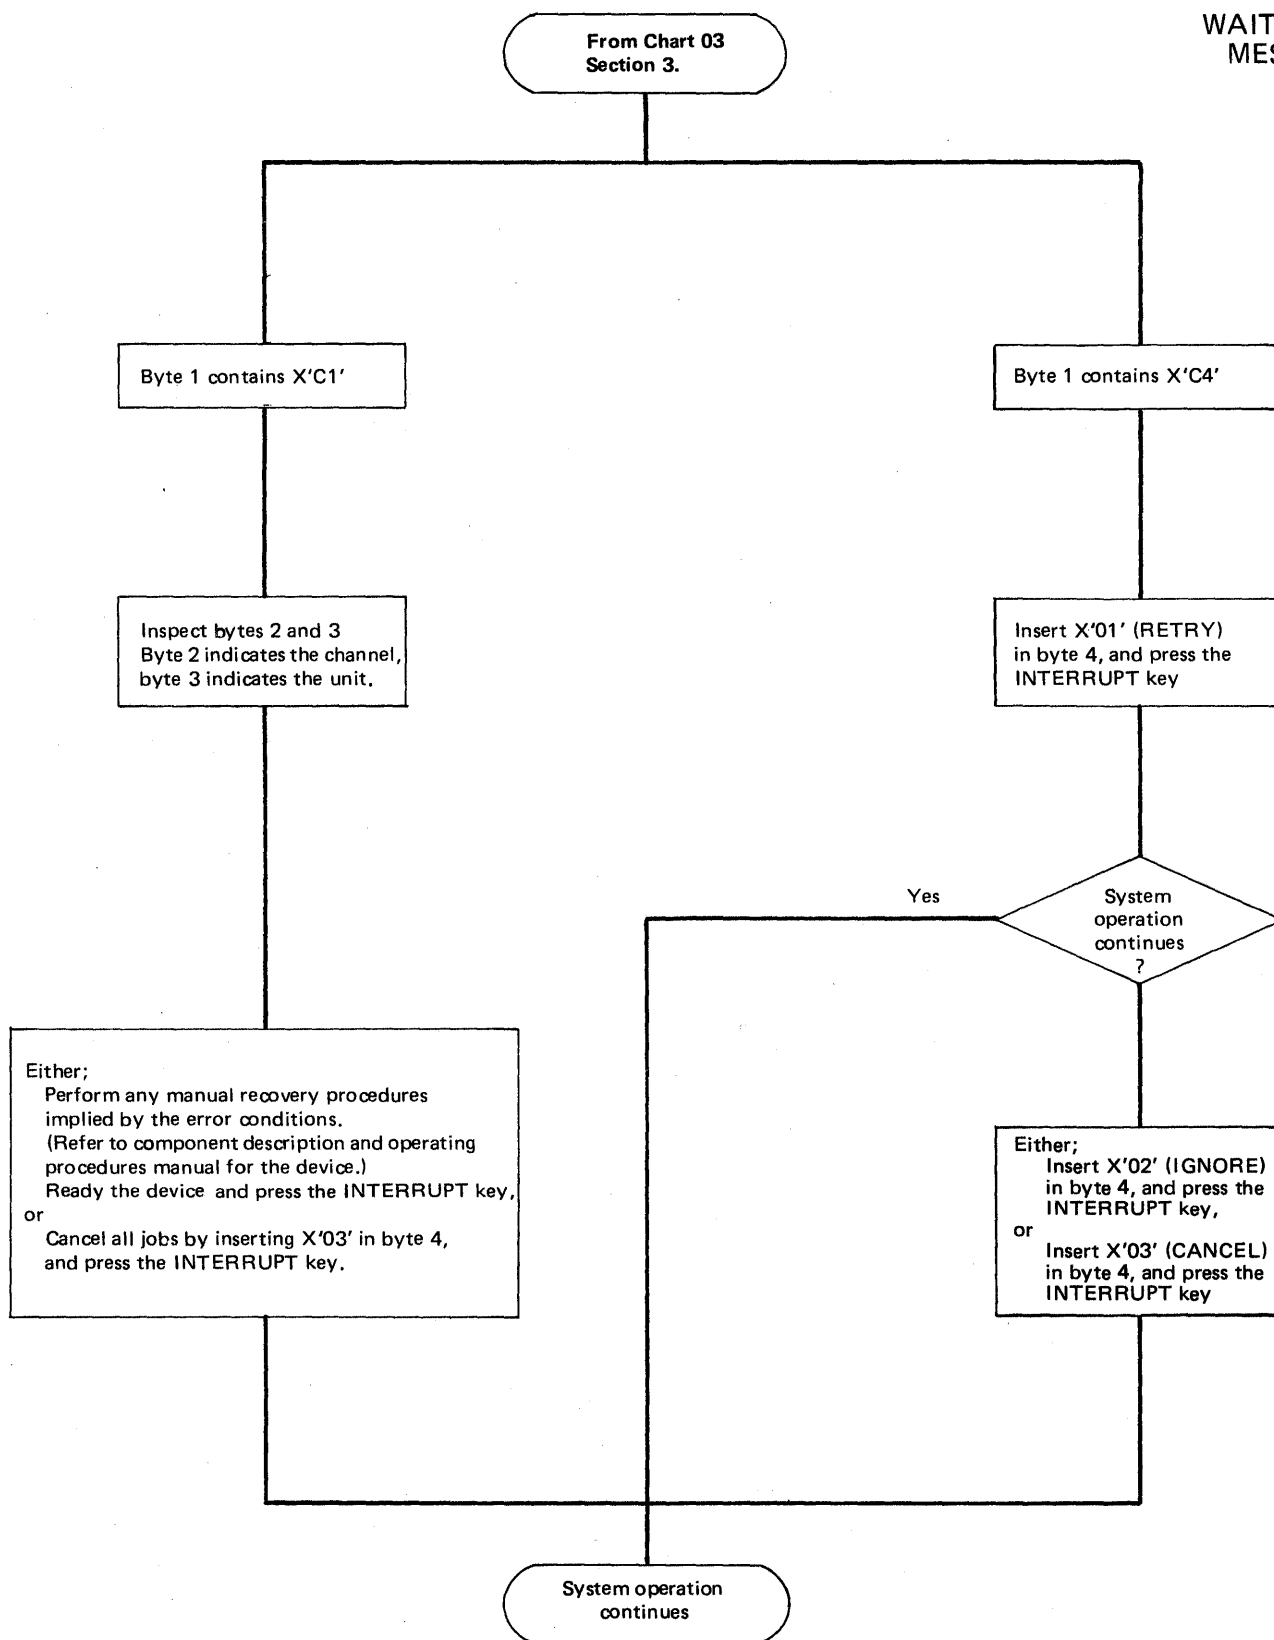 WAIT
MES
From Chart 03
Section 3.
Byte 1 contains X'C1'
Byte 1 contains X'C4'
Inspect bytes 2 and 3
Byte 2 indicates the channel,
byte 3 indicates the unit.
Insert X'01' (RETRY)
in byte 4, and press the
INTERRUPT key
Yes
System
operation
continues
?
Either;
Perform any manual recovery procedures
implied by the error conditions.
(Refer to component description and operating
procedures manual for the device.)
Ready the device and press the INTERRUPT key,
or
Cancel all jobs by inserting X'03' in byte 4,
and press the INTERRUPT key.
Either;
Insert X'02' (IGNORE)
in byte 4, and press the
INTERRUPT key,
or
Insert X'03' (CANCEL)
in byte 4, and press the
INTERRUPT key
System operation
continues